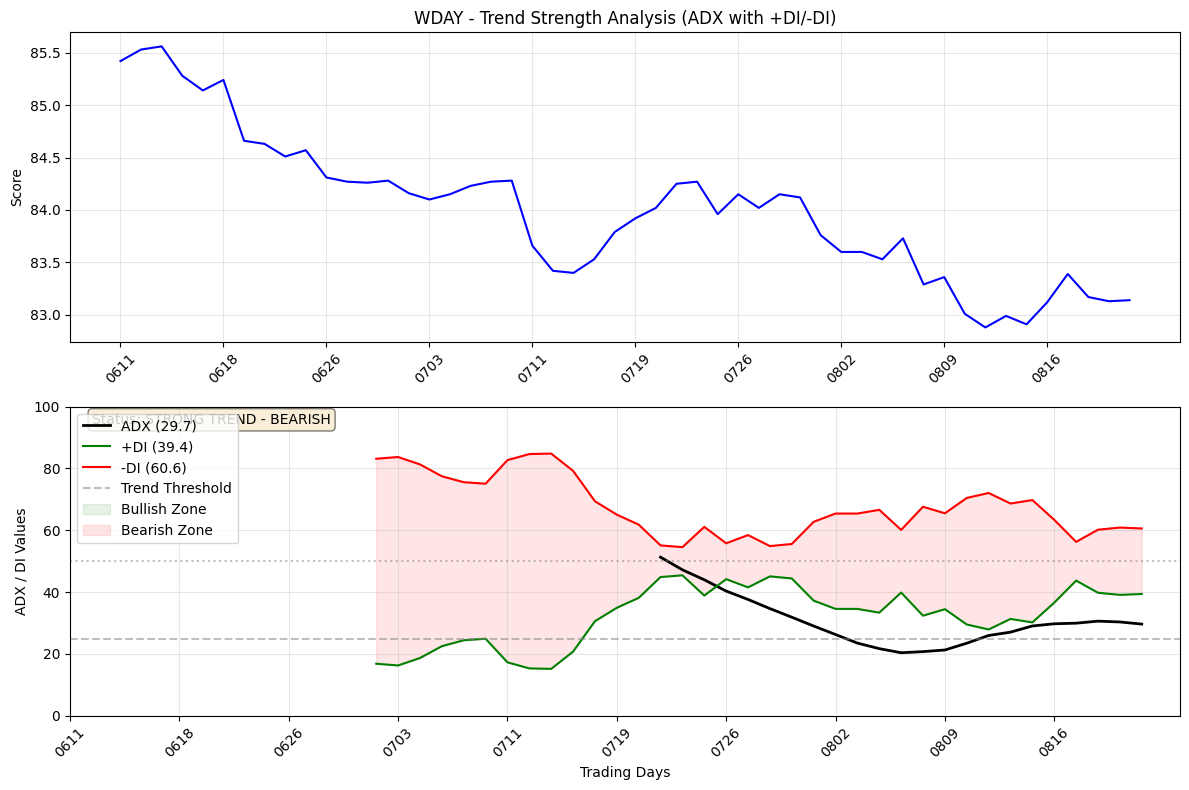 WDAY - Trend Strength Analysis (ADX with +DI/-DI)
Score
85.5
85.0
84.5
84.0
83.5
83.0
0611
0618
0626
0703
0711
0719
0726
0802
0809
0816
ADX / DI Values
100
80
60
40
20
0
Status: STRONG TREND - BEARISH
ADX (29.7)
+DI (39.4)
-DI (60.6)
Trend Threshold
Bullish Zone
Bearish Zone
0611
0618
0626
0703
0711
0719
0726
0802
0809
0816
Trading Days